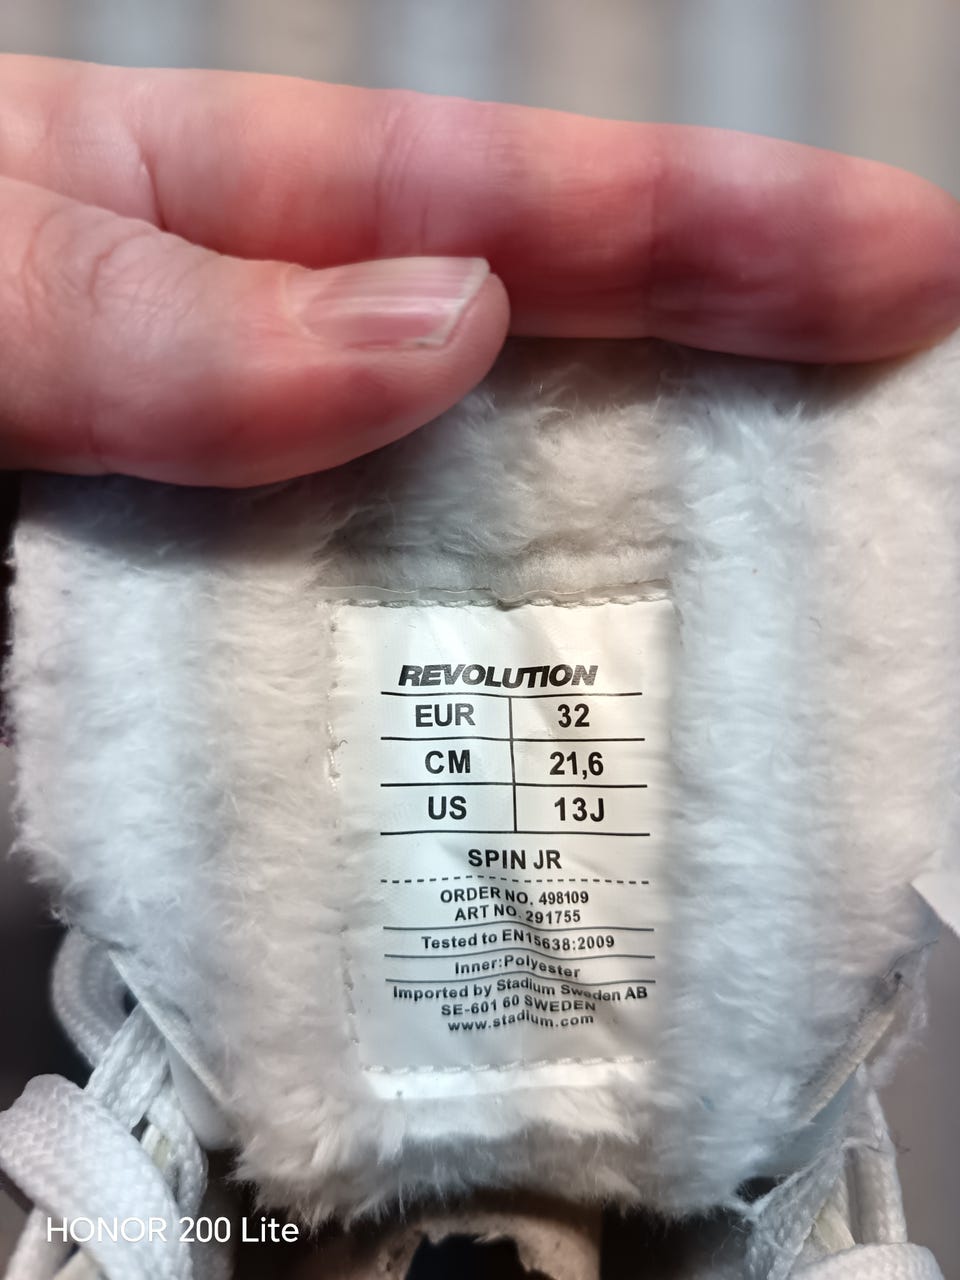 REVOLUTION
EUR 32
CM 21,6
US 13J
SPIN JR
ORDER NO. 498109
ART NO. 291755
Tested to EN15638:2009
Inner:Polyester
Imported by Stadium Sweden AB
SE-601 60 SWEDEN
www.stadium.com
HONOR 200 Lite